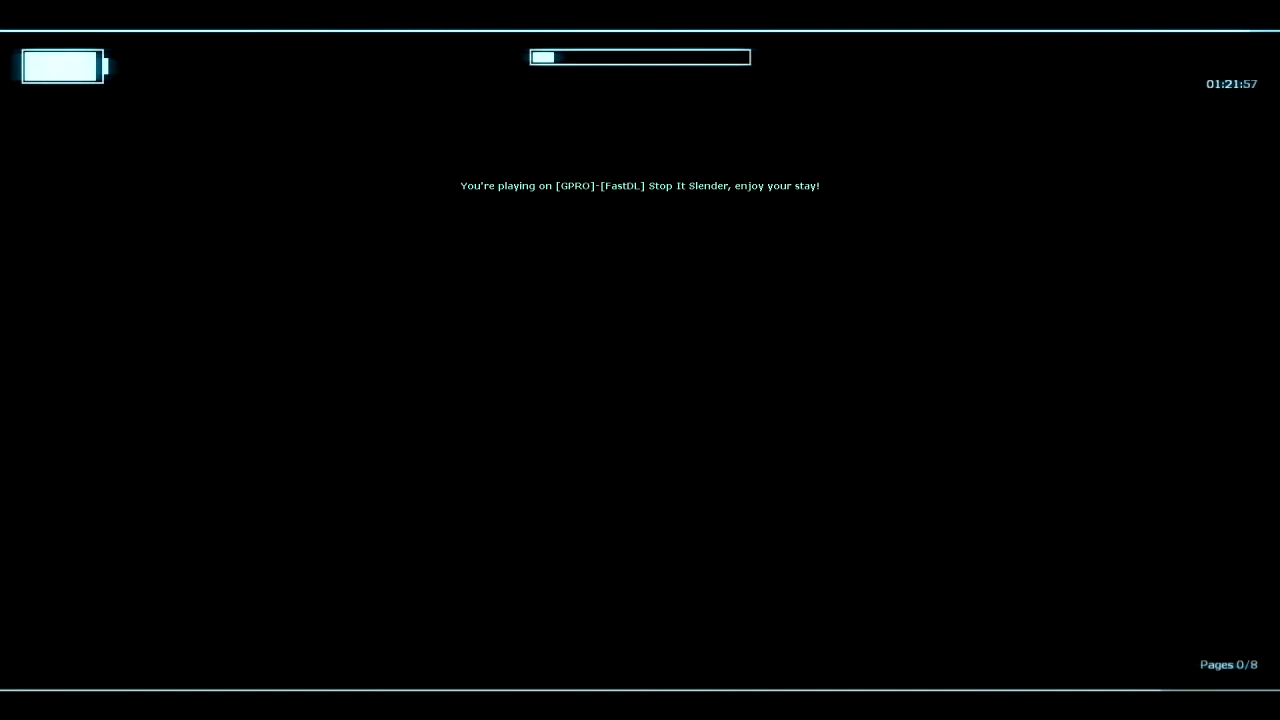 01:21:57
You're playing on [GPRO]-[FastDL] Stop It Slender, enjoy your stay!
Pages 0/8